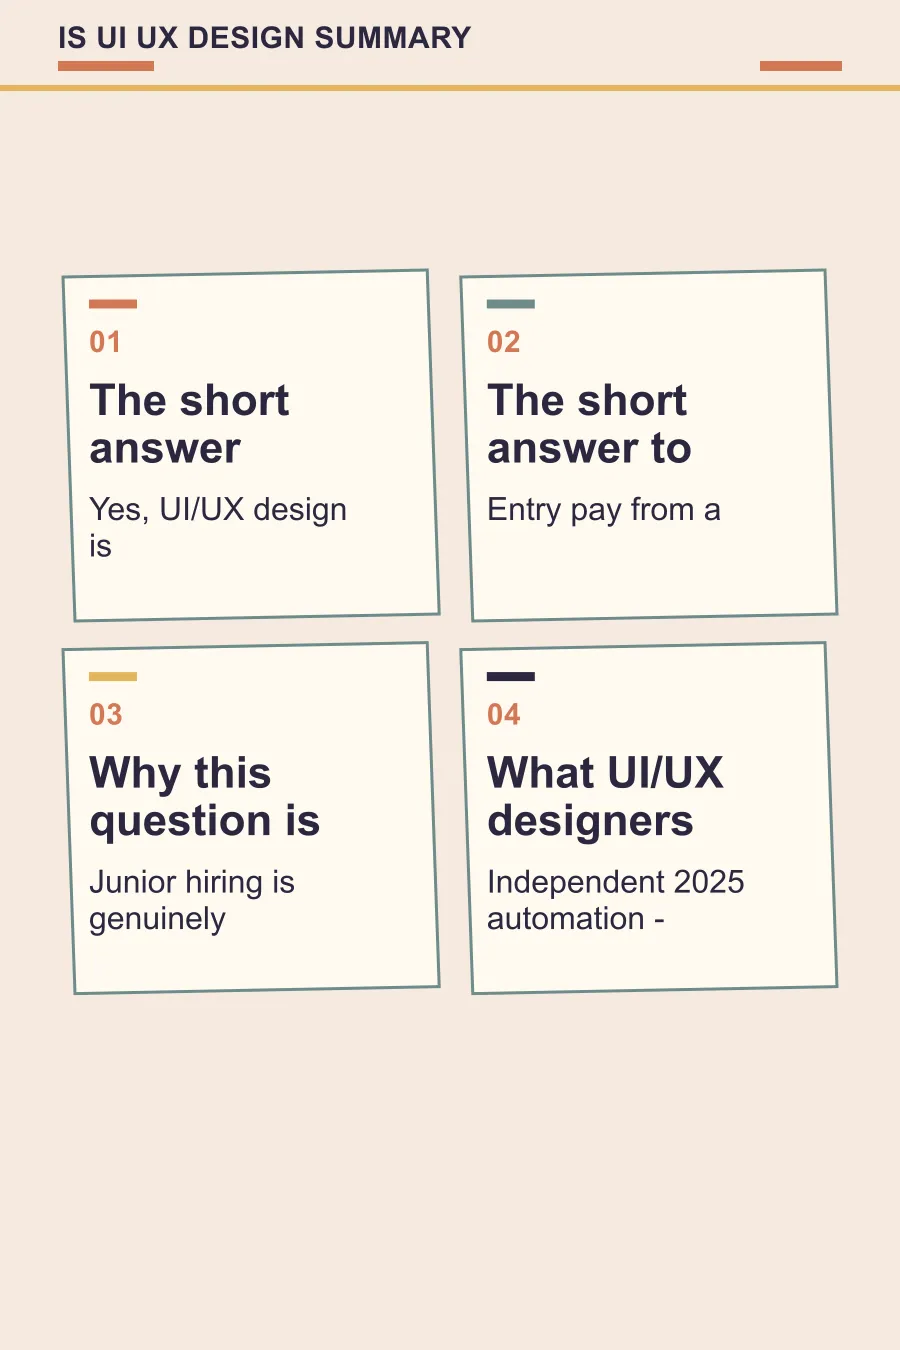 IS UI UX DESIGN SUMMARY
01
The short
answer
Yes, UI/UX design
is
02
The short
answer to
Entry pay from a
03
Why this
question is
Junior hiring is
genuinely
04
What UI/UX
designers
Independent 2025
automation -